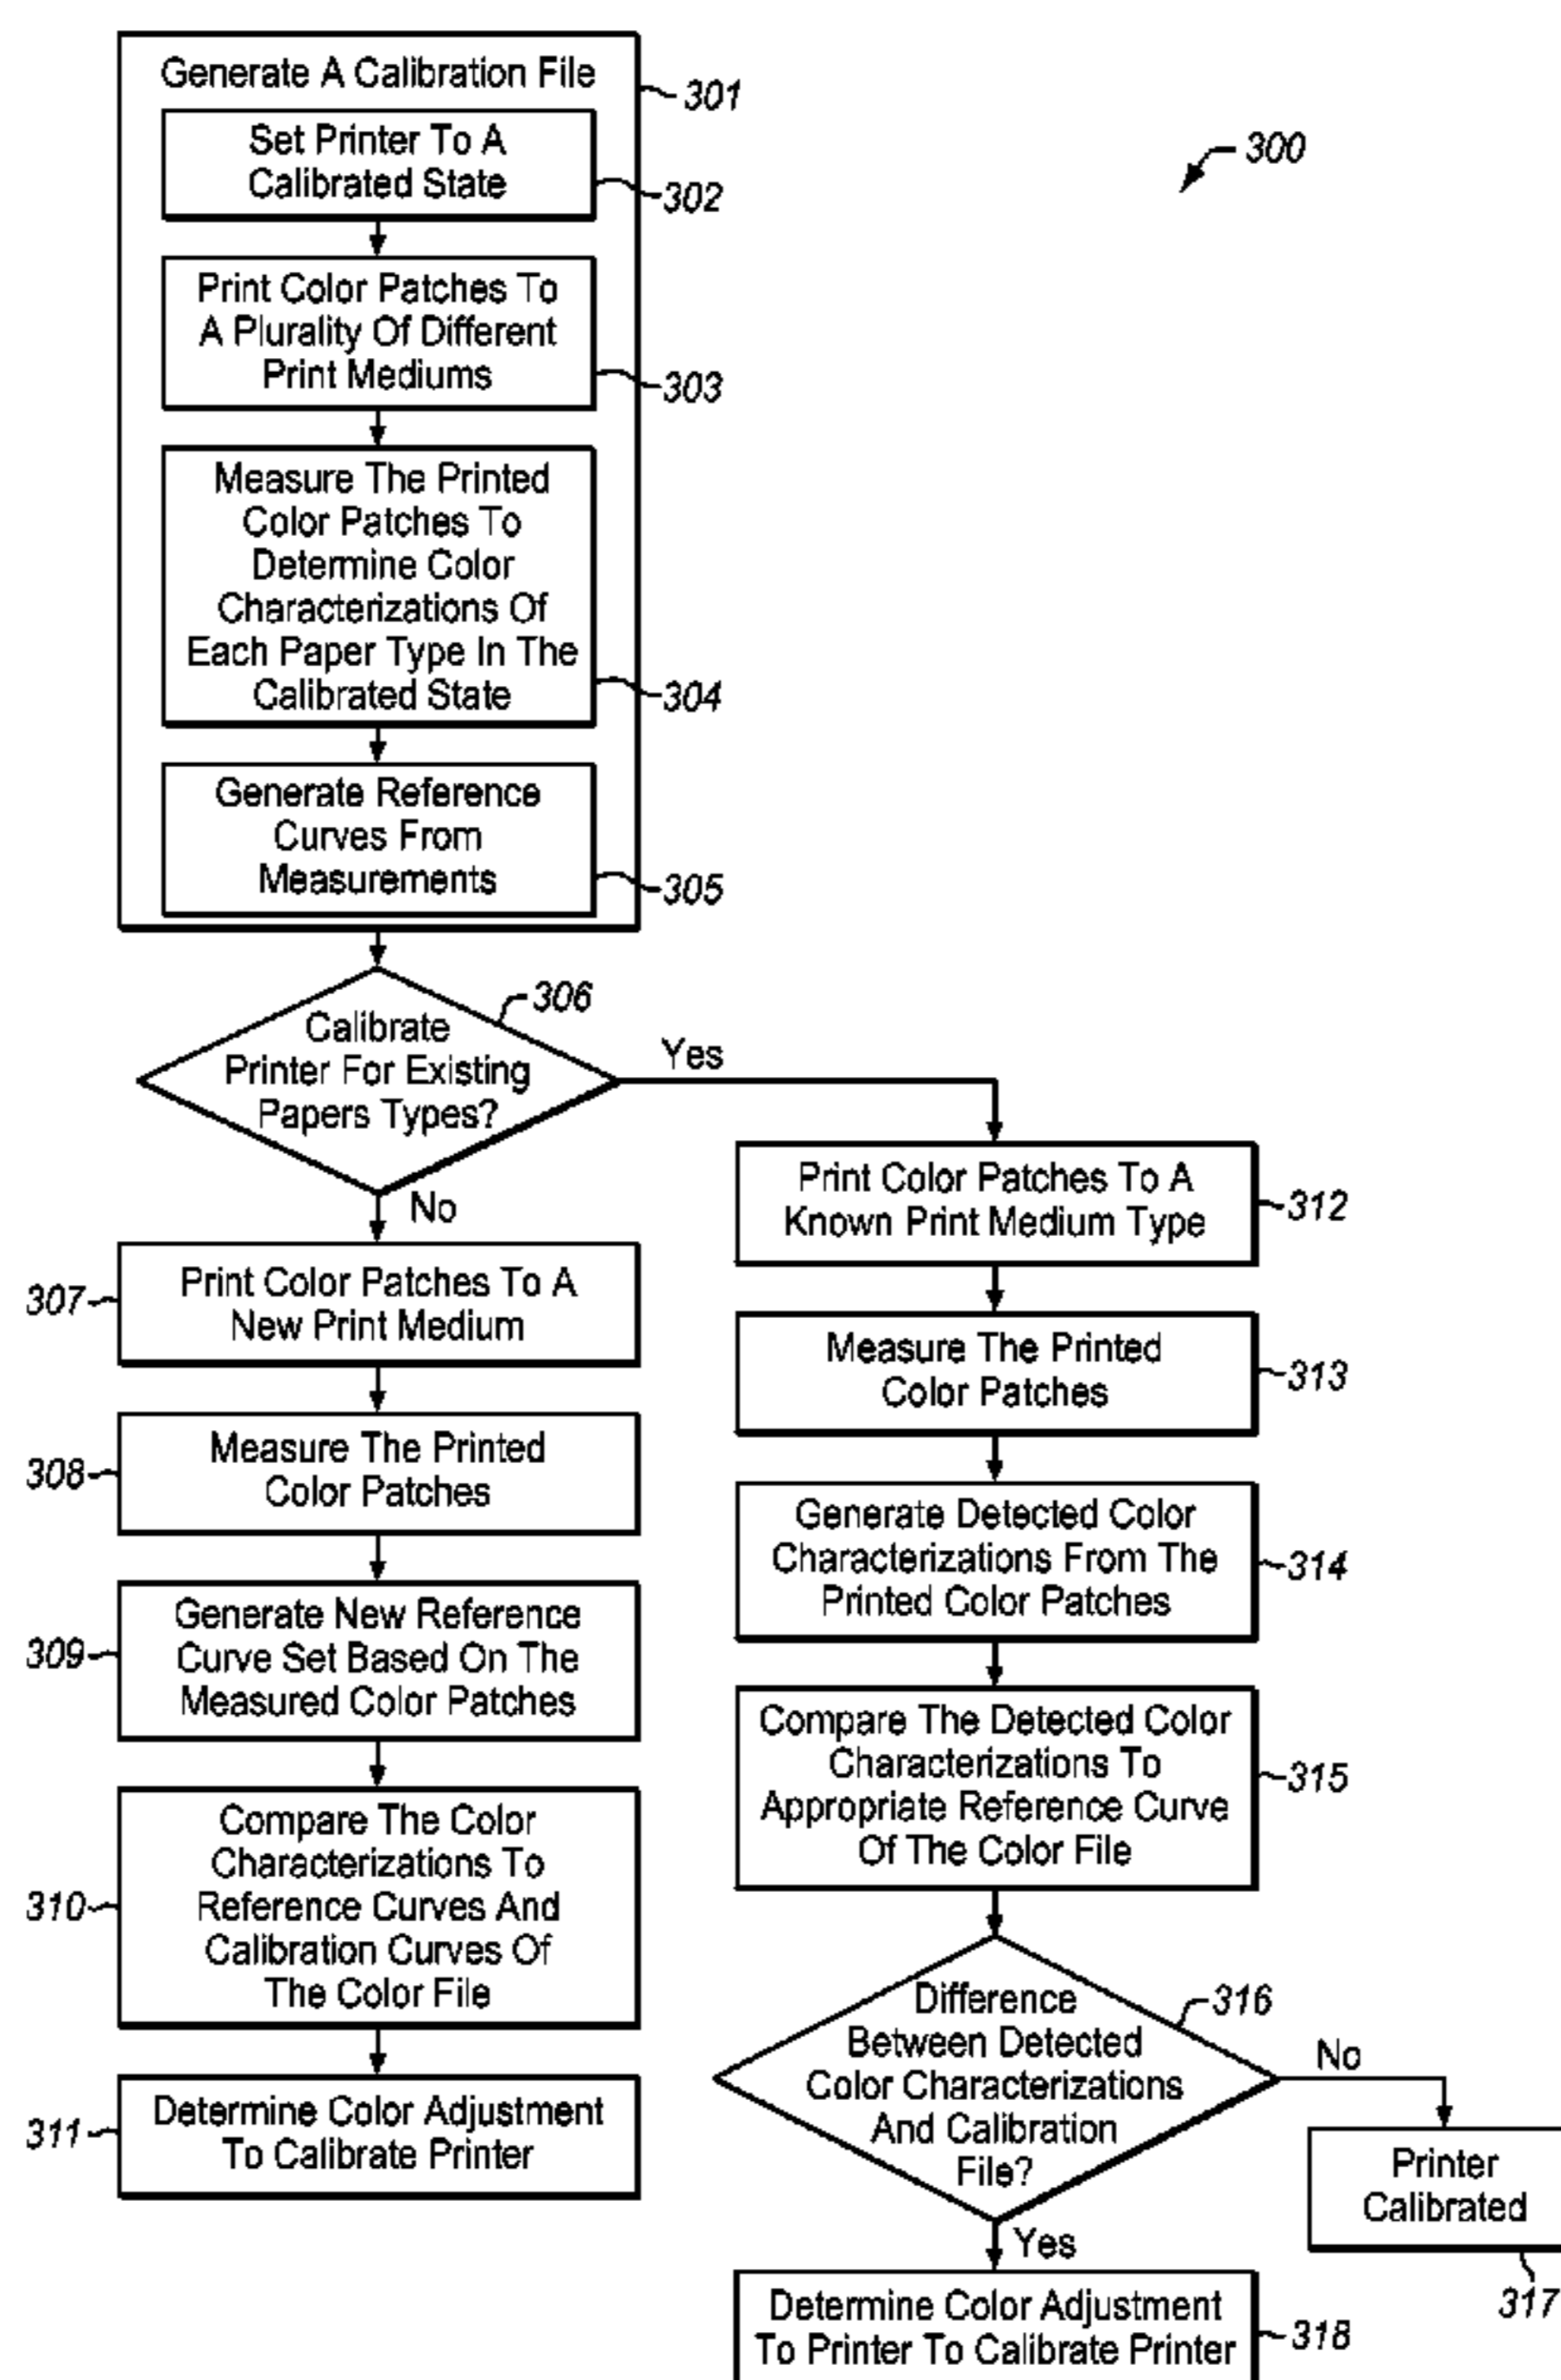 Generate A Calibration File
301
Set Printer To A
Calibrated State
302
300
Print Color Patches To
A Plurality Of Different
Print Mediums
303
Measure The Printed
Color Patches To
Determine Color
Characterizations Of
Each Paper Type In The
Calibrated State
304
Generate Reference
Curves From
Measurements
305
Calibrate
Printer For Existing
Papers Types?
306
Yes
No
307
Print Color Patches To A
New Print Medium
308
Measure The Printed
Color Patches
309
Generate New Reference
Curve Set Based On The
Measured Color Patches
310
Compare The Color
Characterizations To
Reference Curves And
Calibration Curves Of
The Color File
311
Determine Color Adjustment
To Calibrate Printer
Print Color Patches To A
Known Print Medium Type
312
Measure The Printed
Color Patches
313
Generate Detected Color
Characterizations From The
Printed Color Patches
314
Compare The Detected Color
Characterizations To
Appropriate Reference Curve
Of The Color File
315
Difference
Between Detected
Color Characterizations
And Calibration
File?
316
No
Printer
Calibrated
317
Yes
Determine Color Adjustment
To Printer To Calibrate Printer
318